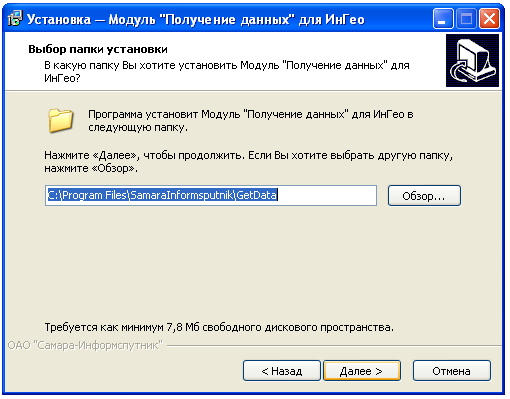 Установка — Модуль "Получение данных" для ИнГео
Выбор папки установки
В какую папку Вы хотите установить Модуль "Получение данных" для
ИнГео?
Программа установит Модуль "Получение данных" для ИнГео в
следующую папку.
Нажмите «Далее», чтобы продолжить. Если Вы хотите выбрать другую папку,
нажмите «Обзор».
C:\Program Files\SamaraInformsputnik\GetData
Обзор...
Требуется как минимум 7,8 Мб свободного дискового пространства.
ОАО "Самара-Информспутник"
< Назад
Далее >
Отмена